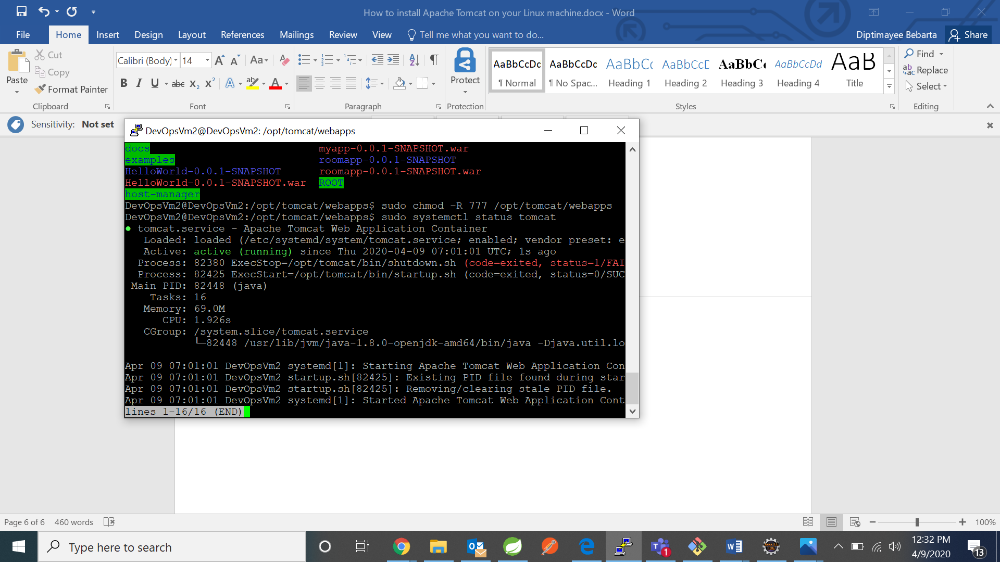 How to install Apache Tomcat on your Linux machine.docx - Word
File
Home
Insert
Design
Layout
References
Mailings
Review
View
Tell me what you want to do...
Diptimayee Bebarta
Share
Paste
Cut
Copy
Format Painter
Clipboard
Calibri (Body)
14
Font
Paragraph
Protect
Protection
AaBbCcDc
¶ Normal
AaBbCcDc
¶ No Spac...
AaBbCc
Heading 1
AaBbCcD
Heading 2
AaBbCc
Heading 3
AaBbCcDd
Heading 4
AaB
Title
Styles
Find
Replace
Select
Editing
Sensitivity: Not set
DevOpsVm2@DevOpsVm2: /opt/tomcat/webapps
docs myapp-0.0.1-SNAPSHOT.war
examples roomapp-0.0.1-SNAPSHOT
HelloWorld-0.0.1-SNAPSHOT roomapp-0.0.1-SNAPSHOT.war
HelloWorld-0.0.1-SNAPSHOT.war ROOT
host-manager
DevOpsVm2@DevOpsVm2:/opt/tomcat/webapps$ sudo chmod -R 777 /opt/tomcat/webapps
DevOpsVm2@DevOpsVm2:/opt/tomcat/webapps$ sudo systemctl status tomcat
● tomcat.service - Apache Tomcat Web Application Container
Loaded: loaded (/etc/systemd/system/tomcat.service; enabled; vendor preset: e
Active: active (running) since Thu 2020-04-09 07:01:01 UTC; 1s ago
Process: 82380 ExecStop=/opt/tomcat/bin/shutdown.sh (code=exited, status=1/FAI
Process: 82425 ExecStart=/opt/tomcat/bin/startup.sh (code=exited, status=0/SUC
Main PID: 82448 (java)
Tasks: 16
Memory: 69.0M
CPU: 1.926s
CGroup: /system.slice/tomcat.service
└─82448 /usr/lib/jvm/java-1.8.0-openjdk-amd64/bin/java -Djava.util.lo
Apr 09 07:01:01 DevOpsVm2 systemd[1]: Starting Apache Tomcat Web Application Con
Apr 09 07:01:01 DevOpsVm2 startup.sh[82425]: Existing PID file found during star
Apr 09 07:01:01 DevOpsVm2 startup.sh[82425]: Removing/clearing stale PID file.
Apr 09 07:01:01 DevOpsVm2 systemd[1]: Started Apache Tomcat Web Application Cont
lines 1-16/16 (END)
Page 6 of 6
460 words
100%
Type here to search
1
12:32 PM
4/9/2020
13